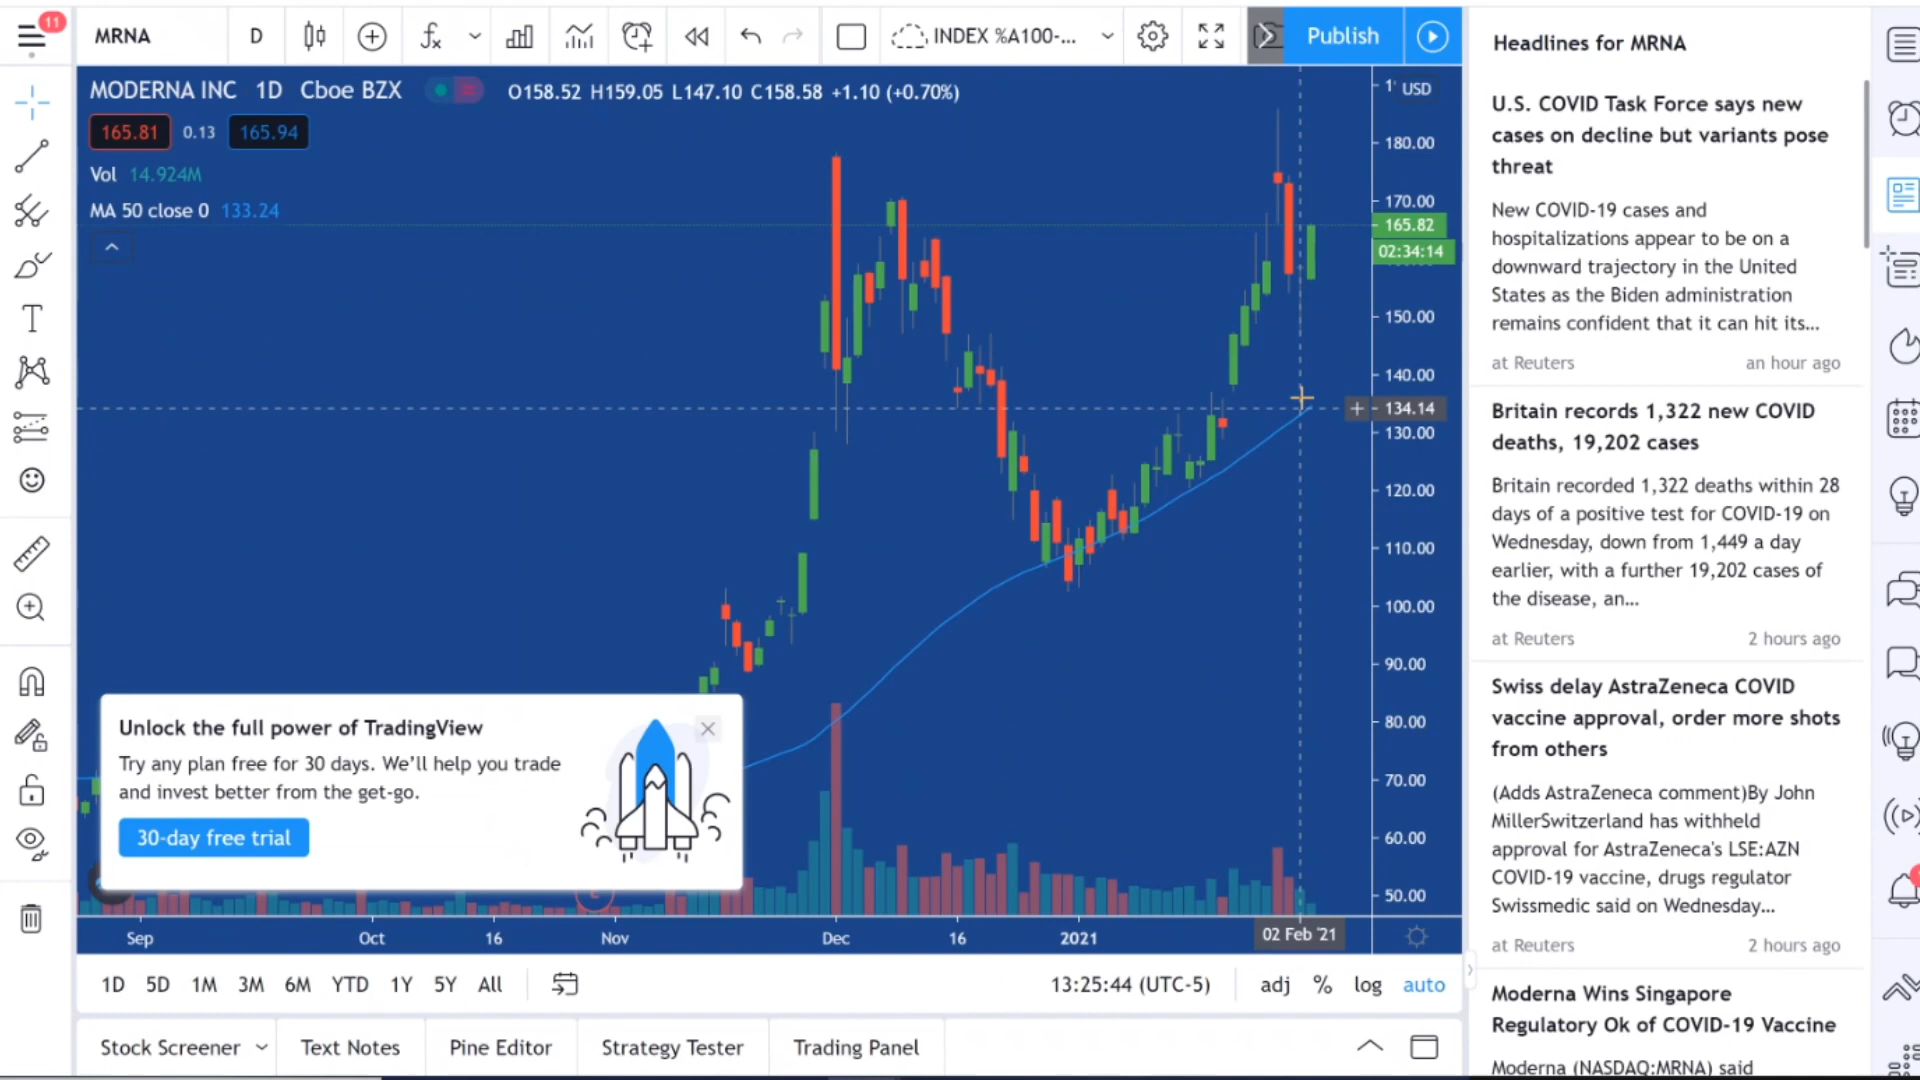 11
MRNA
D
INDEX %A100-...
Publish
MODERNA INC 1D Cboe BZX
O158.52 H159.05 L147.10 C158.58 +1.10 (+0.70%)
165.81 0.13 165.94
Vol 14.924M
MA 50 close 0 133.24
USD
180.00
170.00
165.82
02:34:14
150.00
140.00
134.14
130.00
120.00
110.00
100.00
90.00
80.00
70.00
60.00
50.00
Unlock the full power of TradingView
Try any plan free for 30 days. We'll help you trade
and invest better from the get-go.
30-day free trial
Sep
Oct
16
Nov
Dec
16
2021
02 Feb '21
1D 5D 1M 3M 6M YTD 1Y 5Y All
13:25:44 (UTC-5)
adj % log auto
Stock Screener
Text Notes
Pine Editor
Strategy Tester
Trading Panel
Headlines for MRNA
U.S. COVID Task Force says new
cases on decline but variants pose
threat
New COVID-19 cases and
hospitalizations appear to be on a
downward trajectory in the United
States as the Biden administration
remains confident that it can hit its...
at Reuters an hour ago
Britain records 1,322 new COVID
deaths, 19,202 cases
Britain recorded 1,322 deaths within 28
days of a positive test for COVID-19 on
Wednesday, down from 1,449 a day
earlier, with a further 19,202 cases of
the disease, an...
at Reuters 2 hours ago
Swiss delay AstraZeneca COVID
vaccine approval, order more shots
from others
(Adds AstraZeneca comment)By John
MillerSwitzerland has withheld
approval for AstraZeneca's LSE:AZN
COVID-19 vaccine, drugs regulator
Swissmedic said on Wednesday...
at Reuters 2 hours ago
Moderna Wins Singapore
Regulatory Ok of COVID-19 Vaccine
Moderna (NASDAQ:MRNA) said